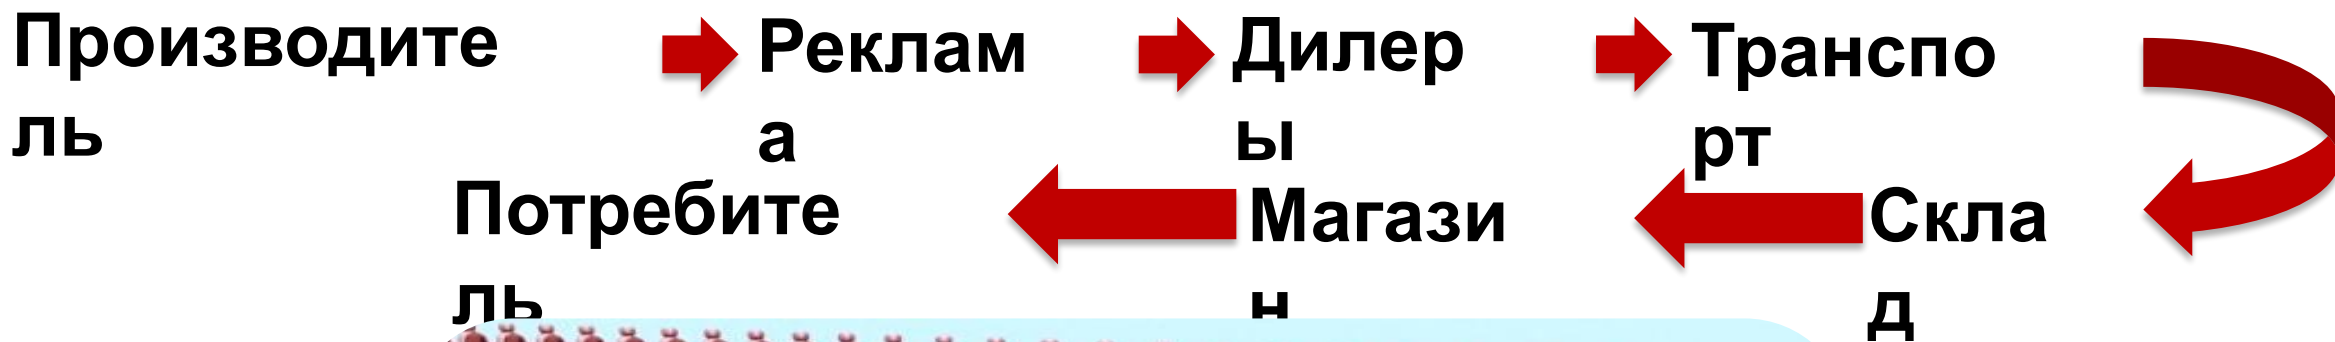 Производите
ль
Реклам
а
Дилер
ы
Транспо
рт
Скла
д
Магази
н
Потребите
ль